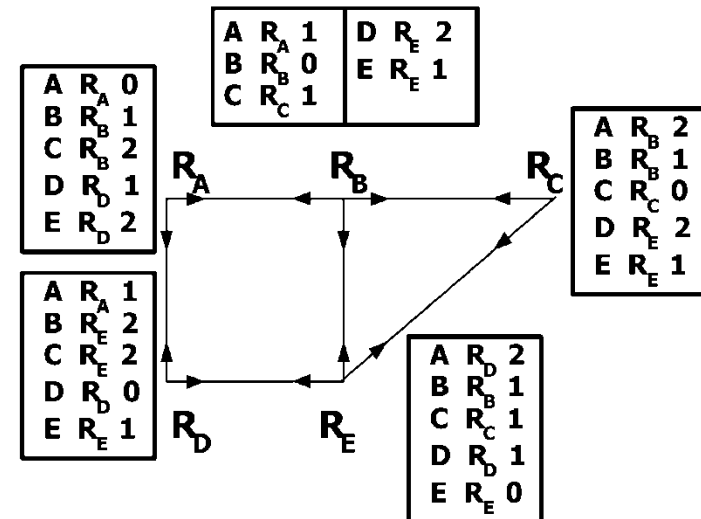 A R_A 1 D R_E 2
B R_B 0 E R_E 1
C R_C 1
A R_A 0
B R_B 1
C R_B 2
D R_D 1
E R_D 2
A R_B 2
B R_B 1
C R_C 0
D R_E 2
E R_E 1
R_A R_B R_C
A R_A 1
B R_E 2
C R_E 2
D R_D 0
E R_E 1
A R_D 2
B R_B 1
C R_C 1
D R_D 1
E R_E 0
R_D R_E